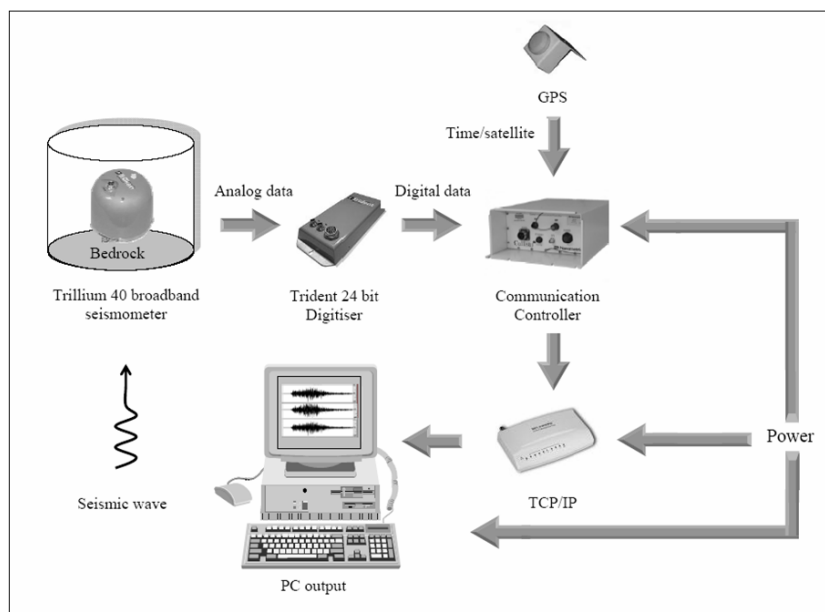 GPS
Time/satellite
Analog data
Digital data
Bedrock
Trillium 40 broadband
seismometer
Trident 24 bit
Digitiser
Communication
Controller
Power
Seismic wave
TCP/IP
PC output